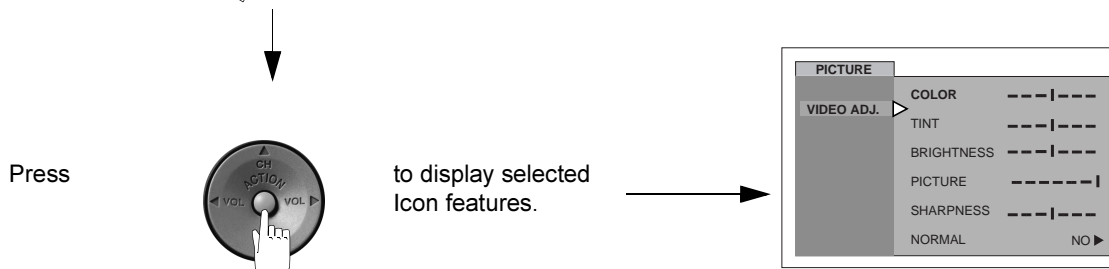 Press
CH
ACTION
VOL VOL
to display selected
Icon features.
PICTURE
VIDEO ADJ.
COLOR
TINT
BRIGHTNESS
PICTURE
SHARPNESS
NORMAL NO